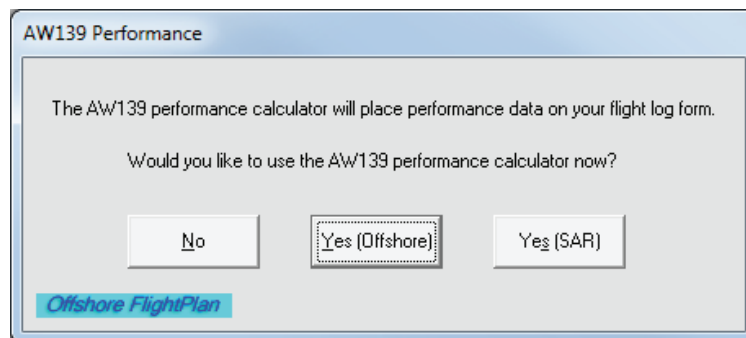 AW139 Performance
The AW139 performance calculator will place performance data on your flight log form.
Would you like to use the AW139 performance calculator now?
No
Yes (Offshore)
Yes (SAR)
Offshore FlightPlan